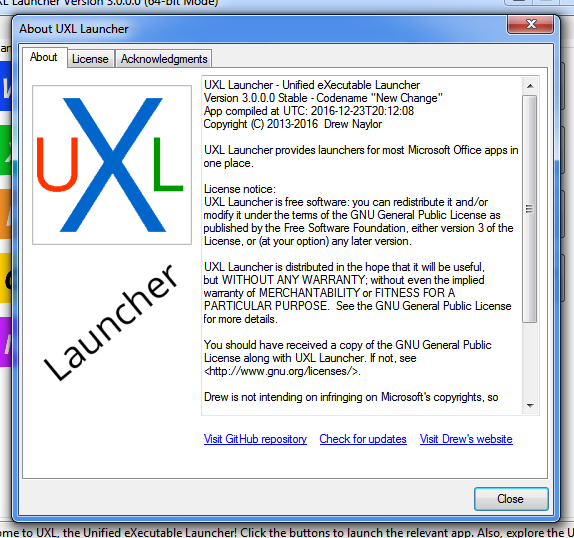 XL Launcher Version 3.0.0.0 (64-bit Mode)
About UXL Launcher
About
License
Acknowledgments
UXL
Launcher
UXL Launcher - Unified eXecutable Launcher
Version 3.0.0.0 Stable - Codename "New Change"
App compiled at UTC: 2016-12-23T20:12:08
Copyright (C) 2013-2016  Drew Naylor
UXL Launcher provides launchers for most Microsoft Office apps in
one place.
License notice:
UXL Launcher is free software: you can redistribute it and/or
modify it under the terms of the GNU General Public License as
published by the Free Software Foundation, either version 3 of the
License, or (at your option) any later version.
UXL Launcher is distributed in the hope that it will be useful,
but WITHOUT ANY WARRANTY; without even the implied
warranty of MERCHANTABILITY or FITNESS FOR A
PARTICULAR PURPOSE.  See the GNU General Public License
for more details.
You should have received a copy of the GNU General Public
License along with UXL Launcher. If not, see
<http://www.gnu.org/licenses/>.
Drew is not intending on infringing on Microsoft's copyrights, so
Visit GitHub repository
Check for updates
Visit Drew's website
Close
ome to UXL, the Unified eXecutable Launcher! Click the buttons to launch the relevant app. Also, explore the U